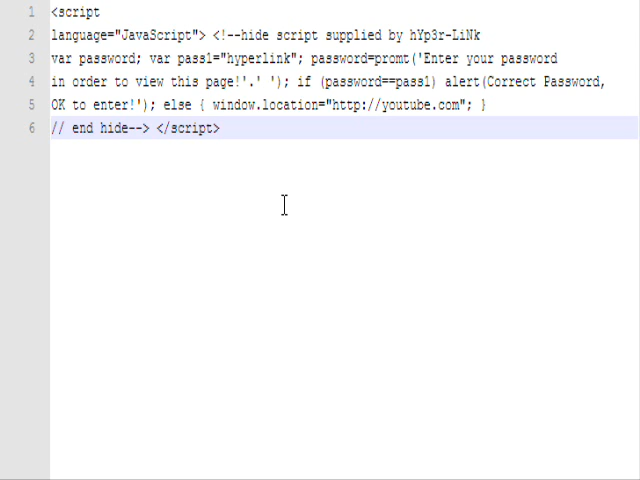 1 <script
2 language="JavaScript"> <!--hide script supplied by hYp3r-LiNk
3 var password; var pass1="hyperlink"; password=promt('Enter your password
4 in order to view this page!'.' '); if (password==pass1) alert(Correct Password,
5 OK to enter!'); else { window.location="http://youtube.com"; }
6 // end hide--> </script>